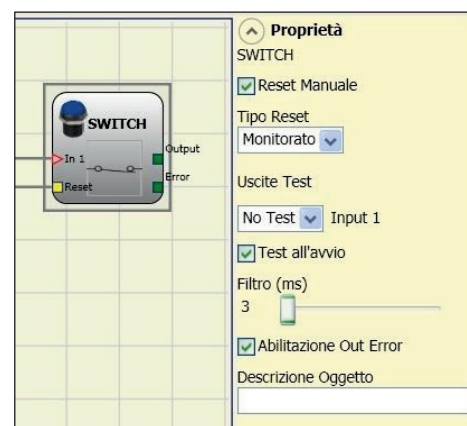 SWITCH
In 1
Reset
Output
Error
Proprietà
SWITCH
Reset Manuale
Tipo Reset
Monitorato
Uscite Test
No Test Input 1
Test all'avvio
Filtro (ms)
3
Abilitazione Out Error
Descrizione Oggetto